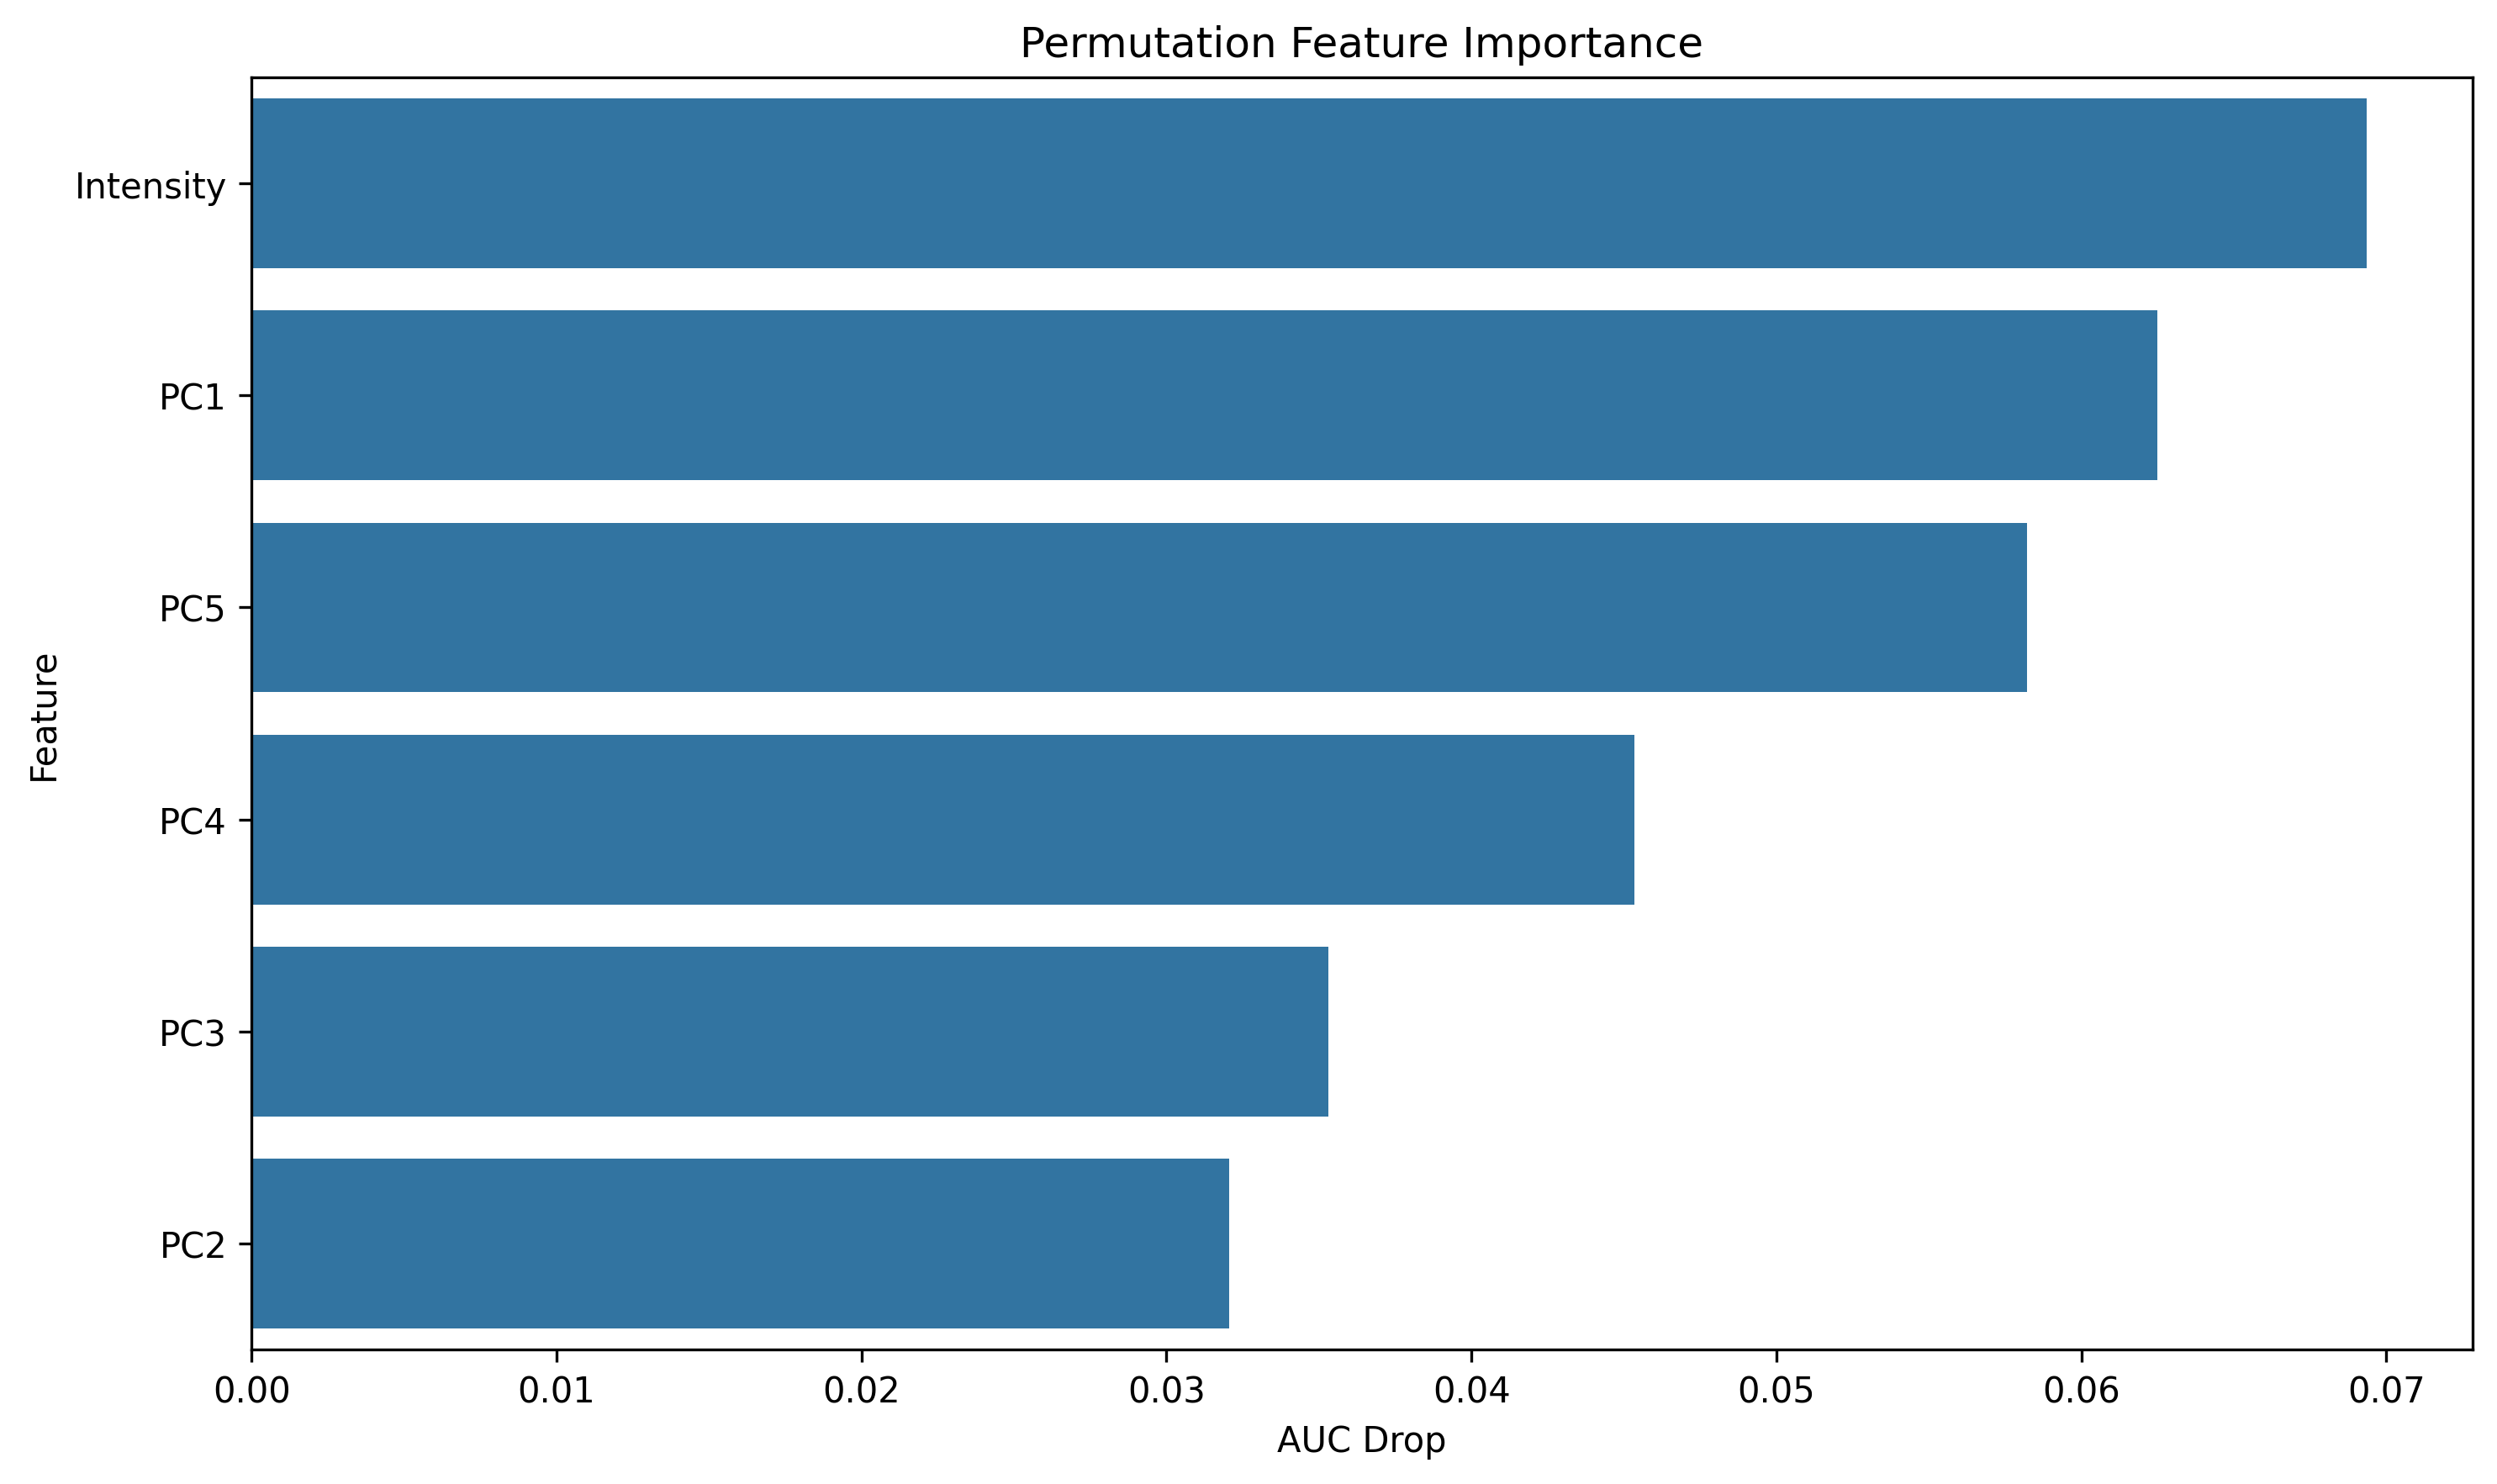 Permutation Feature Importance
Feature
Intensity
PC1
PC5
PC4
PC3
PC2
0.00 0.01 0.02 0.03 0.04 0.05 0.06 0.07
AUC Drop